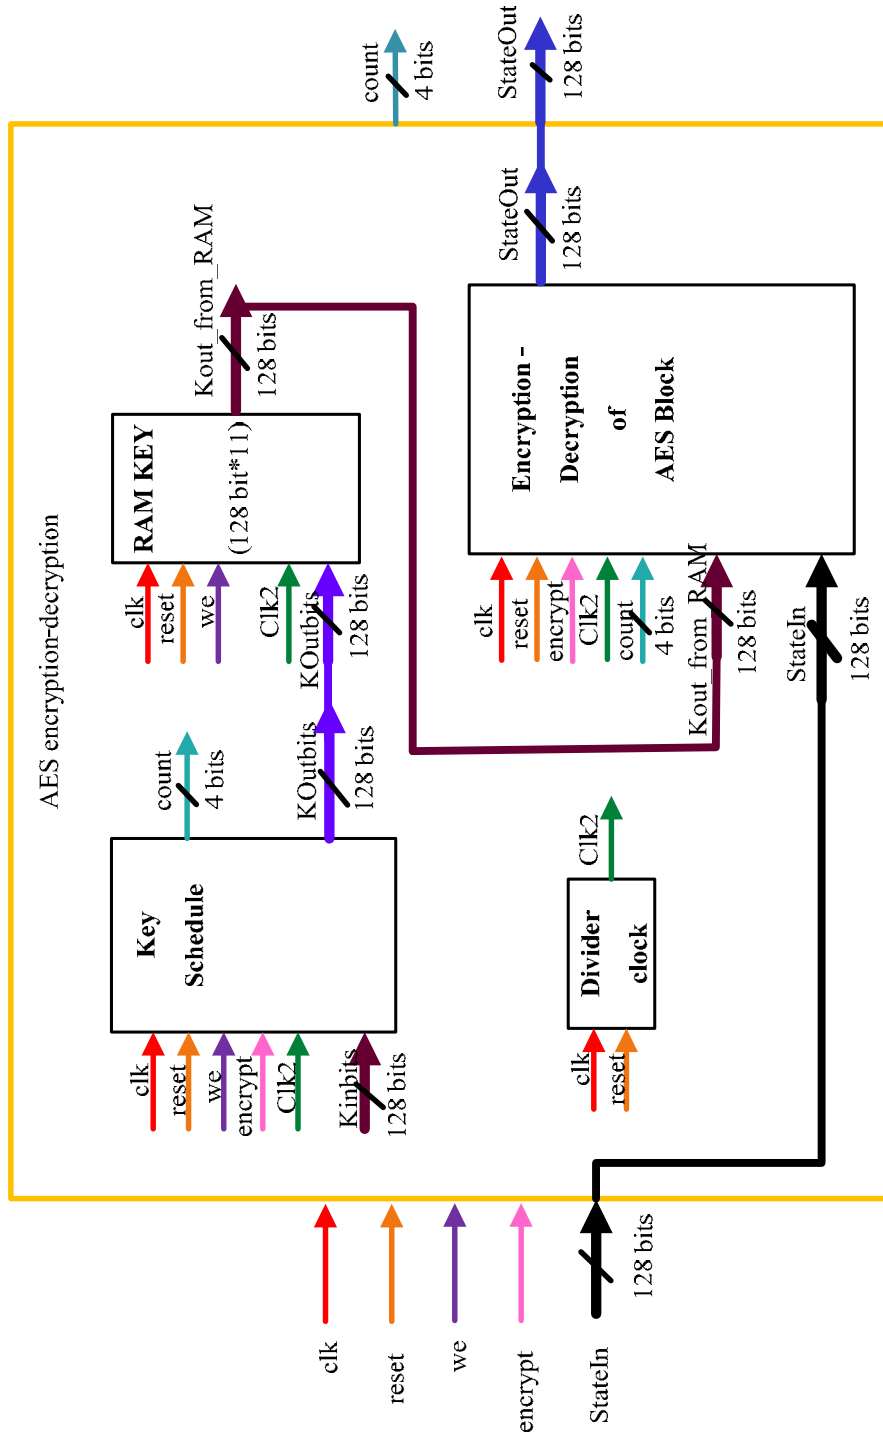 AES encryption-decryption
clk
reset
we
encrypt
StateIn
128 bits
clk
reset
we
encrypt
Clk2
Kinbits
128 bits
Key
Schedule
count
4 bits
KOutbits
128 bits
clk
reset
we
Clk2
KOutbits
128 bits
RAM KEY
(128 bit*11)
Kout_from_RAM
128 bits
clk
reset
Divider
clock
Clk2
clk
reset
encrypt
Clk2
count
4 bits
Kout_from_RAM
128 bits
StateIn
128 bits
Encryption -
Decryption
of
AES Block
StateOut
128 bits
count
4 bits
StateOut
128 bits